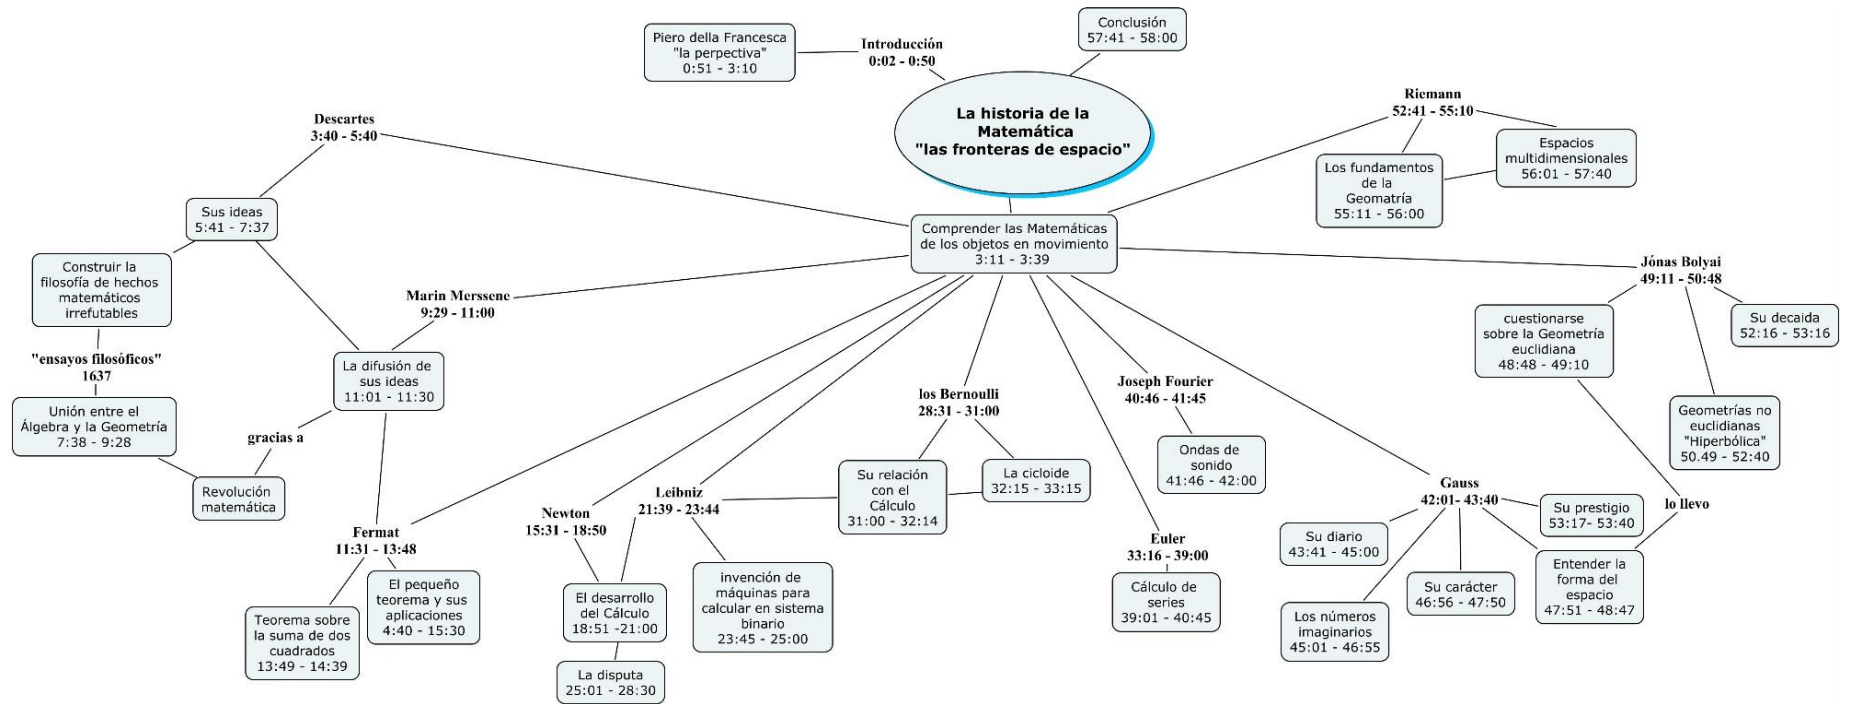 Piero della Francesca
"la perpectiva"
0:51 - 3:10
Introducción
0:02 - 0:50
Conclusión
57:41 - 58:00
La historia de la
Matemática
"las fronteras de espacio"
Riemann
52:41 - 55:10
Espacios
multidimensionales
56:01 - 57:40
Los fundamentos
de la
Geomatría
55:11 - 56:00
Descartes
3:40 - 5:40
Sus ideas
5:41 - 7:37
Comprender las Matemáticas
de los objetos en movimiento
3:11 - 3:39
Construir la
filosofía de hechos
matemáticos
irrefutables
Marin Merssene
9:29 - 11:00
Jónas Bolyai
49:11 - 50:48
cuestionarse
sobre la Geometría
euclidiana
48:48 - 49:10
Su decaida
52:16 - 53:16
"ensayos filosóficos"
1637
La difusión de
sus ideas
11:01 - 11:30
Unión entre el
Álgebra y la Geometría
7:38 - 9:28
gracias a
Revolución
matemática
los Bernoulli
28:31 - 31:00
Joseph Fourier
40:46 - 41:45
Geometrías no
euclidianas
"Hiperbólica"
50.49 - 52:40
Su relación
con el
Cálculo
31:00 - 32:14
La cicloide
32:15 - 33:15
Ondas de
sonido
41:46 - 42:00
Fermat
11:31 - 13:48
Newton
15:31 - 18:50
Leibniz
21:39 - 23:44
Euler
33:16 - 39:00
Gauss
42:01- 43:40
Su prestigio
53:17- 53:40
lo llevo
Su diario
43:41 - 45:00
Su carácter
46:56 - 47:50
Entender la
forma del
espacio
47:51 - 48:47
Los números
imaginarios
45:01 - 46:55
Teorema sobre
la suma de dos
cuadrados
13:49 - 14:39
El pequeño
teorema y sus
aplicaciones
4:40 - 15:30
El desarrollo
del Cálculo
18:51 -21:00
invención de
máquinas para
calcular en sistema
binario
23:45 - 25:00
Cálculo de
series
39:01 - 40:45
La disputa
25:01 - 28:30